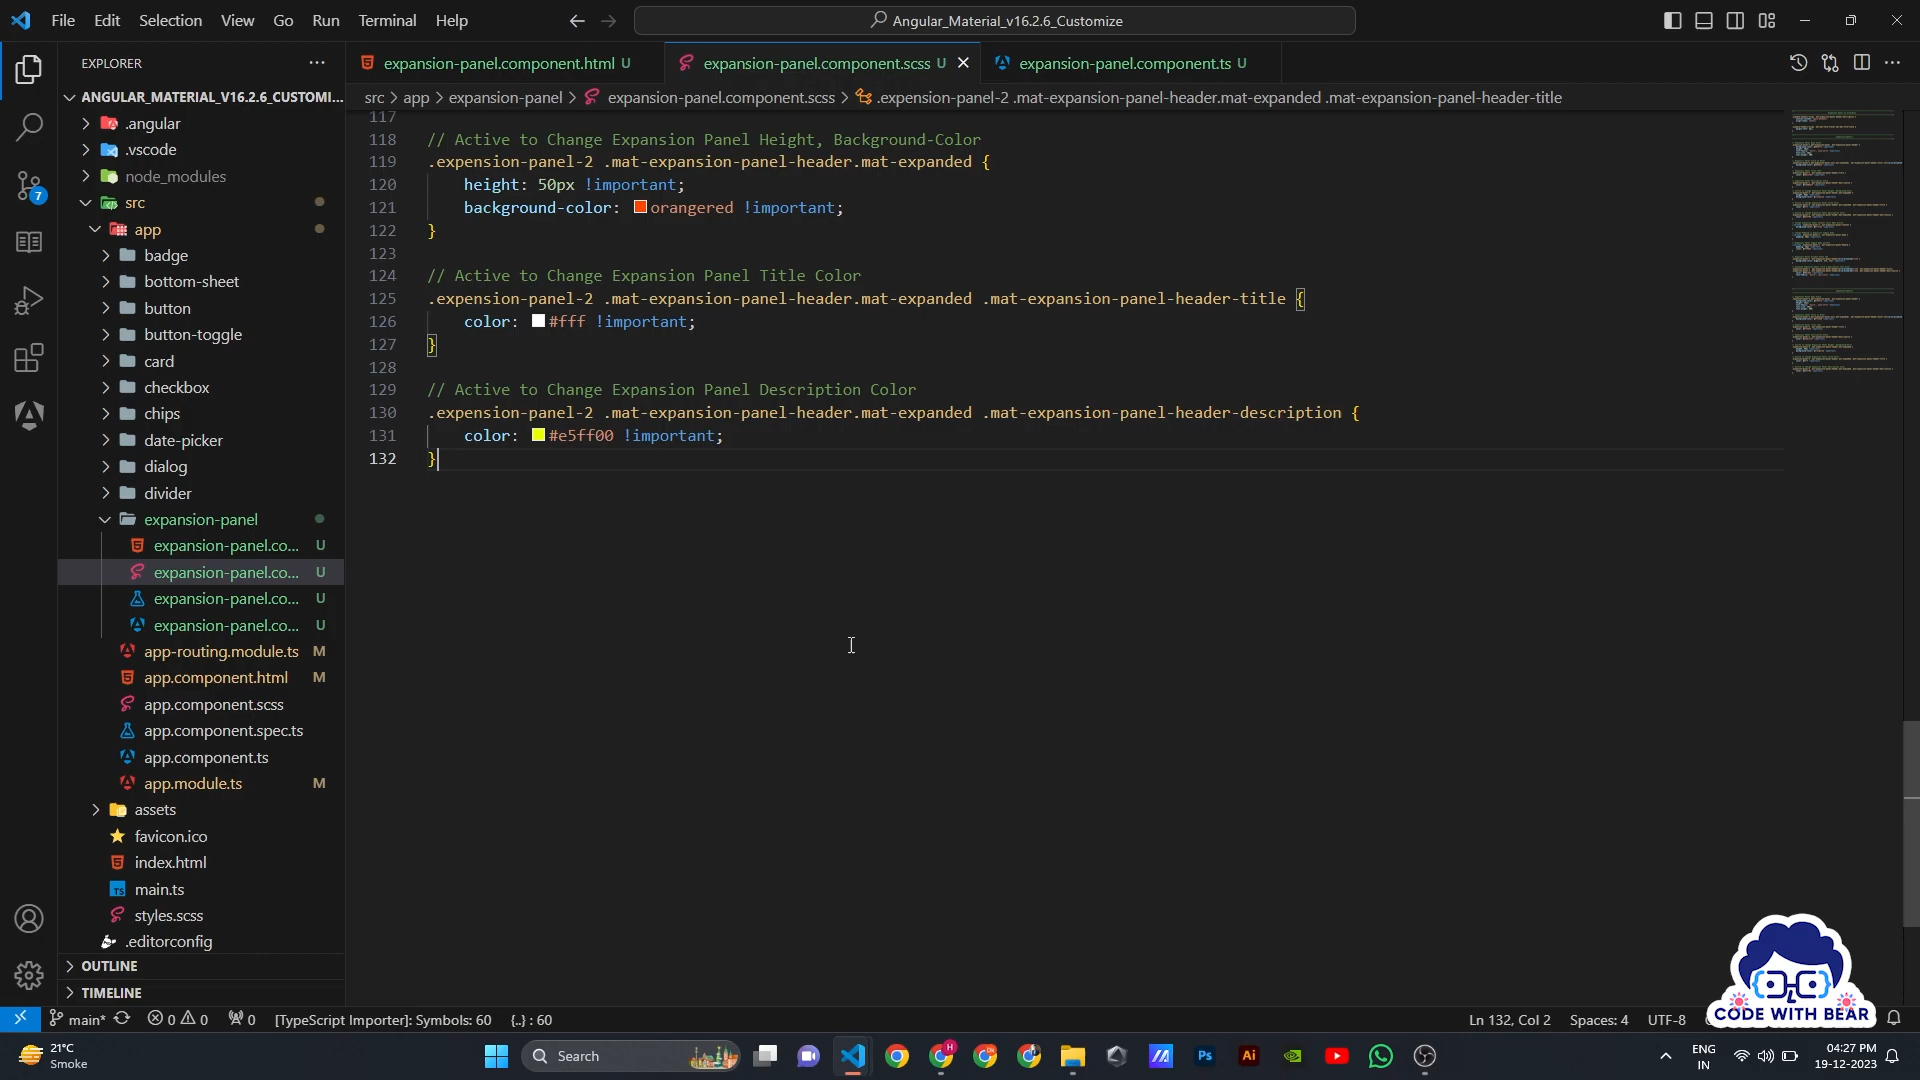 File Edit Selection View Go Run Terminal Help
Angular_Material_v16.2.6_Customize
EXPLORER
ANGULAR_MATERIAL_V16.2.6_CUSTOMI...
.angular
.vscode
node_modules
src
app
badge
bottom-sheet
button
button-toggle
card
checkbox
chips
date-picker
dialog
divider
expansion-panel
expansion-panel.co... U
expansion-panel.co... U
expansion-panel.co... U
expansion-panel.co... U
app-routing.module.ts M
app.component.html M
app.component.scss
app.component.spec.ts
app.component.ts
app.module.ts M
assets
favicon.ico
index.html
main.ts
styles.scss
.editorconfig
OUTLINE
TIMELINE
7
expansion-panel.component.html U
expansion-panel.component.scss U
expansion-panel.component.ts U
src > app > expansion-panel > expansion-panel.component.scss > .expension-panel-2 .mat-expansion-panel-header.mat-expanded .mat-expansion-panel-header-title
117
118 // Active to Change Expansion Panel Height, Background-Color
119 .expension-panel-2 .mat-expansion-panel-header.mat-expanded {
120 height: 50px !important;
121 background-color: orangered !important;
122 }
123
124 // Active to Change Expansion Panel Title Color
125 .expension-panel-2 .mat-expansion-panel-header.mat-expanded .mat-expansion-panel-header-title {
126 color: #fff !important;
127 }
128
129 // Active to Change Expansion Panel Description Color
130 .expension-panel-2 .mat-expansion-panel-header.mat-expanded .mat-expansion-panel-header-description {
131 color: #e5ff00 !important;
132 }
CODE WITH BEAR
main* 0 0 0 [TypeScript Importer]: Symbols: 60 {..} : 60
Ln 132, Col 2 Spaces: 4 UTF-8
21°C
Smoke
Search
H
Ps
Ai
ENG
IN
04:27 PM
19-12-2023